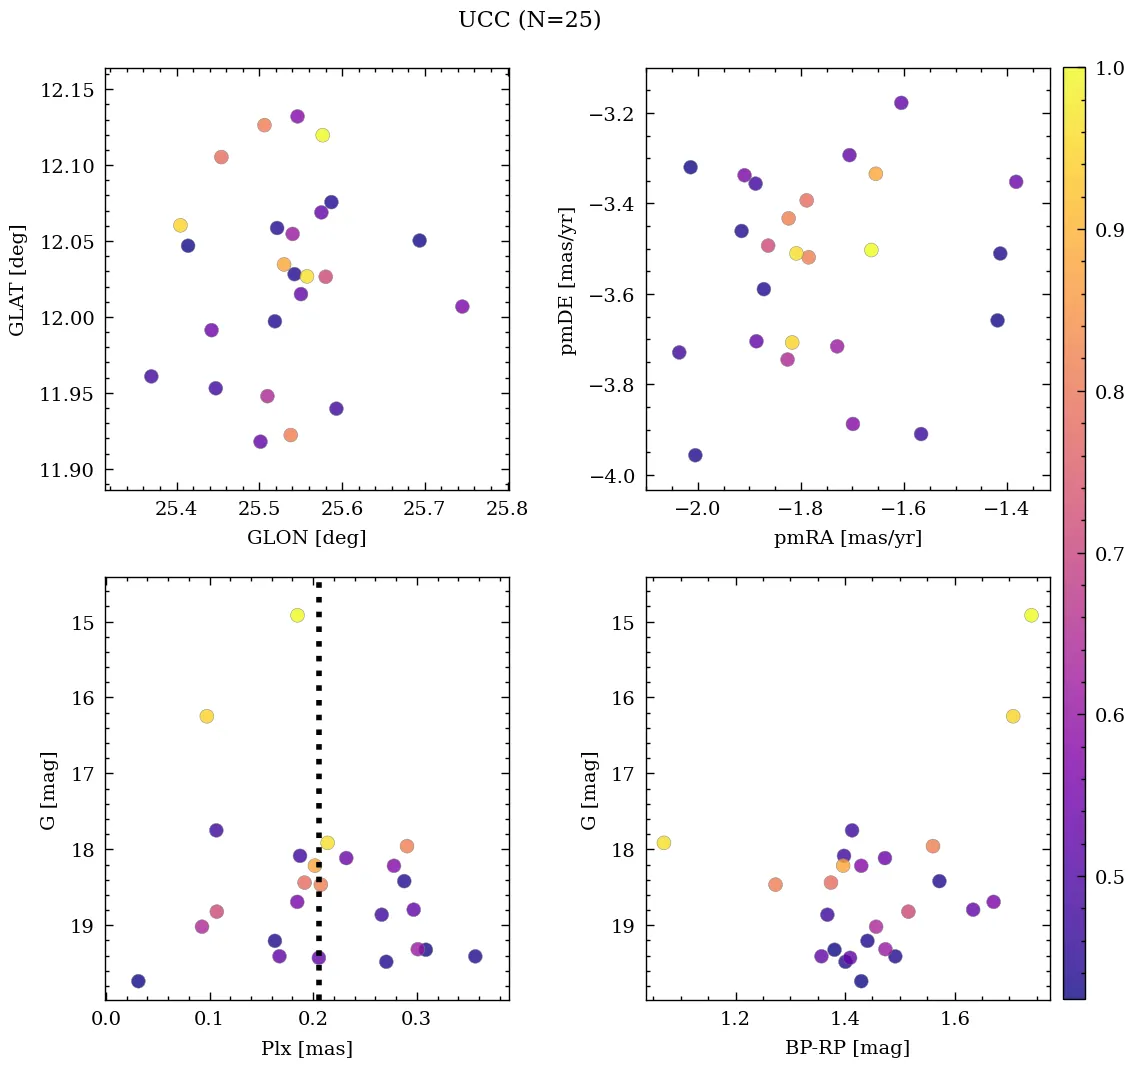 UCC (N=25)
12.15
12.10
12.05
12.00
11.95
11.90
GLAT [deg]
25.4 25.5 25.6 25.7 25.8
GLON [deg]
−3.2
−3.4
−3.6
−3.8
−4.0
pmDE [mas/yr]
−2.0 −1.8 −1.6 −1.4
pmRA [mas/yr]
15
16
17
18
19
G [mag]
0.0 0.1 0.2 0.3
Plx [mas]
15
16
17
18
19
G [mag]
1.2 1.4 1.6
BP-RP [mag]
1.0
0.9
0.8
0.7
0.6
0.5